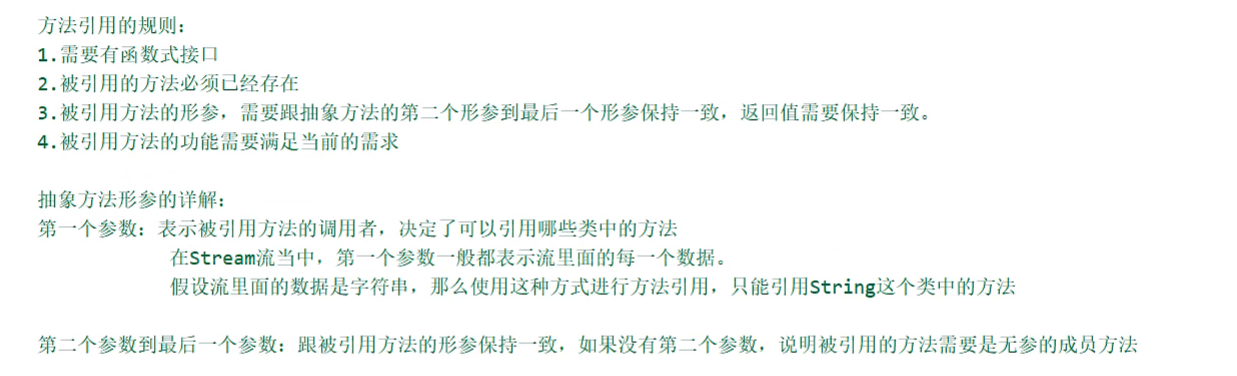 方法引用的规则：
1.需要有函数式接口
2.被引用的方法必须已经存在
3.被引用方法的形参，需要跟抽象方法的第二个形参到最后一个形参保持一致，返回值需要保持一致。
4.被引用方法的功能需要满足当前的需求
抽象方法形参的详解：
第一个参数：表示被引用方法的调用者，决定了可以引用哪些类中的方法
在Stream流当中，第一个参数一般都表示流里面的每一个数据。
假设流里面的数据是字符串，那么使用这种方式进行方法引用，只能引用String这个类中的方法
第二个参数到最后一个参数：跟被引用方法的形参保持一致，如果没有第二个参数，说明被引用的方法需要是无参的成员方法